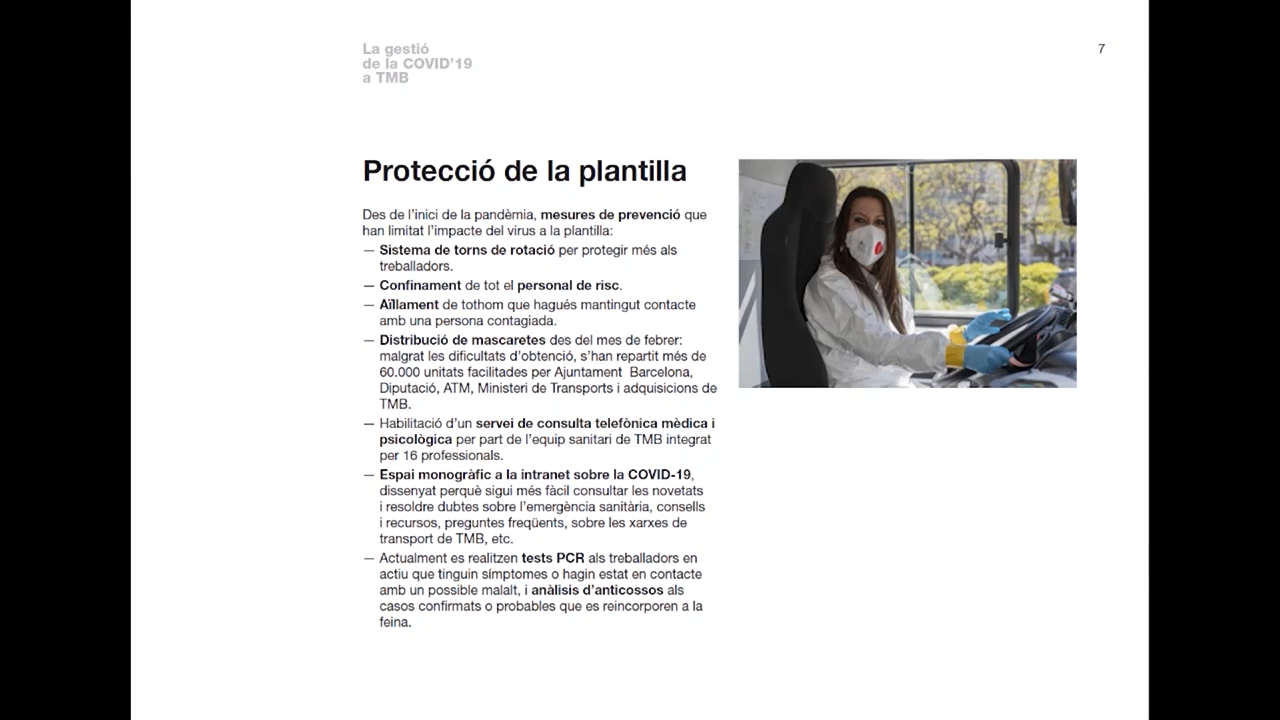 La gestió
de la COVID'19
a TMB
7
Protecció de la plantilla
Des de l'inici de la pandèmia, mesures de prevenció que
han limitat l'impacte del virus a la plantilla:
— Sistema de torns de rotació per protegir més als
treballadors.
— Confinament de tot el personal de risc.
— Aïllament de tothom que hagués mantingut contacte
amb una persona contagiada.
— Distribució de mascaretes des del mes de febrer:
malgrat les dificultats d'obtenció, s'han repartit més de
60.000 unitats facilitades per Ajuntament Barcelona,
Diputació, ATM, Ministeri de Transports i adquisicions de
TMB.
— Habilitació d'un servei de consulta telefònica mèdica i
psicològica per part de l'equip sanitari de TMB integrat
per 16 professionals.
— Espai monogràfic a la intranet sobre la COVID-19,
dissenyat perquè sigui més fàcil consultar les novetats
i resoldre dubtes sobre l'emergència sanitària, consells
i recursos, preguntes freqüents, sobre les xarxes de
transport de TMB, etc.
— Actualment es realitzen tests PCR als treballadors en
actiu que tinguin símptomes o hagin estat en contacte
amb un possible malalt, i anàlisis d'anticossos als
casos confirmats o probables que es reincorporen a la
feina.